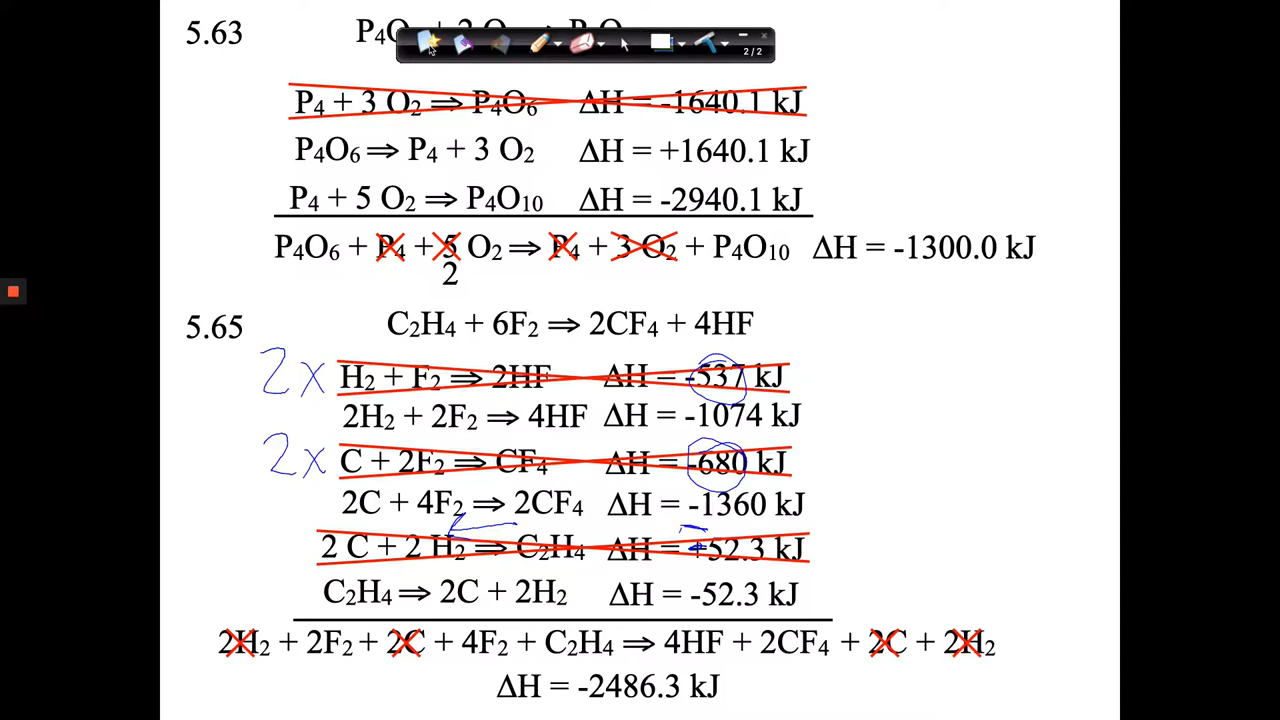 5.63 P₄O
2/2
P₄ + 3 O₂ ⇒ P₄O₆ ΔH = -1640.1 kJ
P₄O₆ ⇒ P₄ + 3 O₂ ΔH = +1640.1 kJ
P₄ + 5 O₂ ⇒ P₄O₁₀ ΔH = -2940.1 kJ
P₄O₆ + P₄ + 5 O₂ ⇒ P₄ + 3 O₂ + P₄O₁₀ ΔH = -1300.0 kJ
2
5.65 C₂H₄ + 6F₂ ⇒ 2CF₄ + 4HF
2x H₂ + F₂ ⇒ 2HF ΔH = -537 kJ
2H₂ + 2F₂ ⇒ 4HF ΔH = -1074 kJ
2x C + 2F₂ ⇒ CF₄ ΔH = -680 kJ
2C + 4F₂ ⇒ 2CF₄ ΔH = -1360 kJ
2 C + 2 H₂ ⇒ C₂H₄ ΔH = +52.3 kJ
C₂H₄ ⇒ 2C + 2H₂ ΔH = -52.3 kJ
2H₂ + 2F₂ + 2C + 4F₂ + C₂H₄ ⇒ 4HF + 2CF₄ + 2C + 2H₂
ΔH = -2486.3 kJ